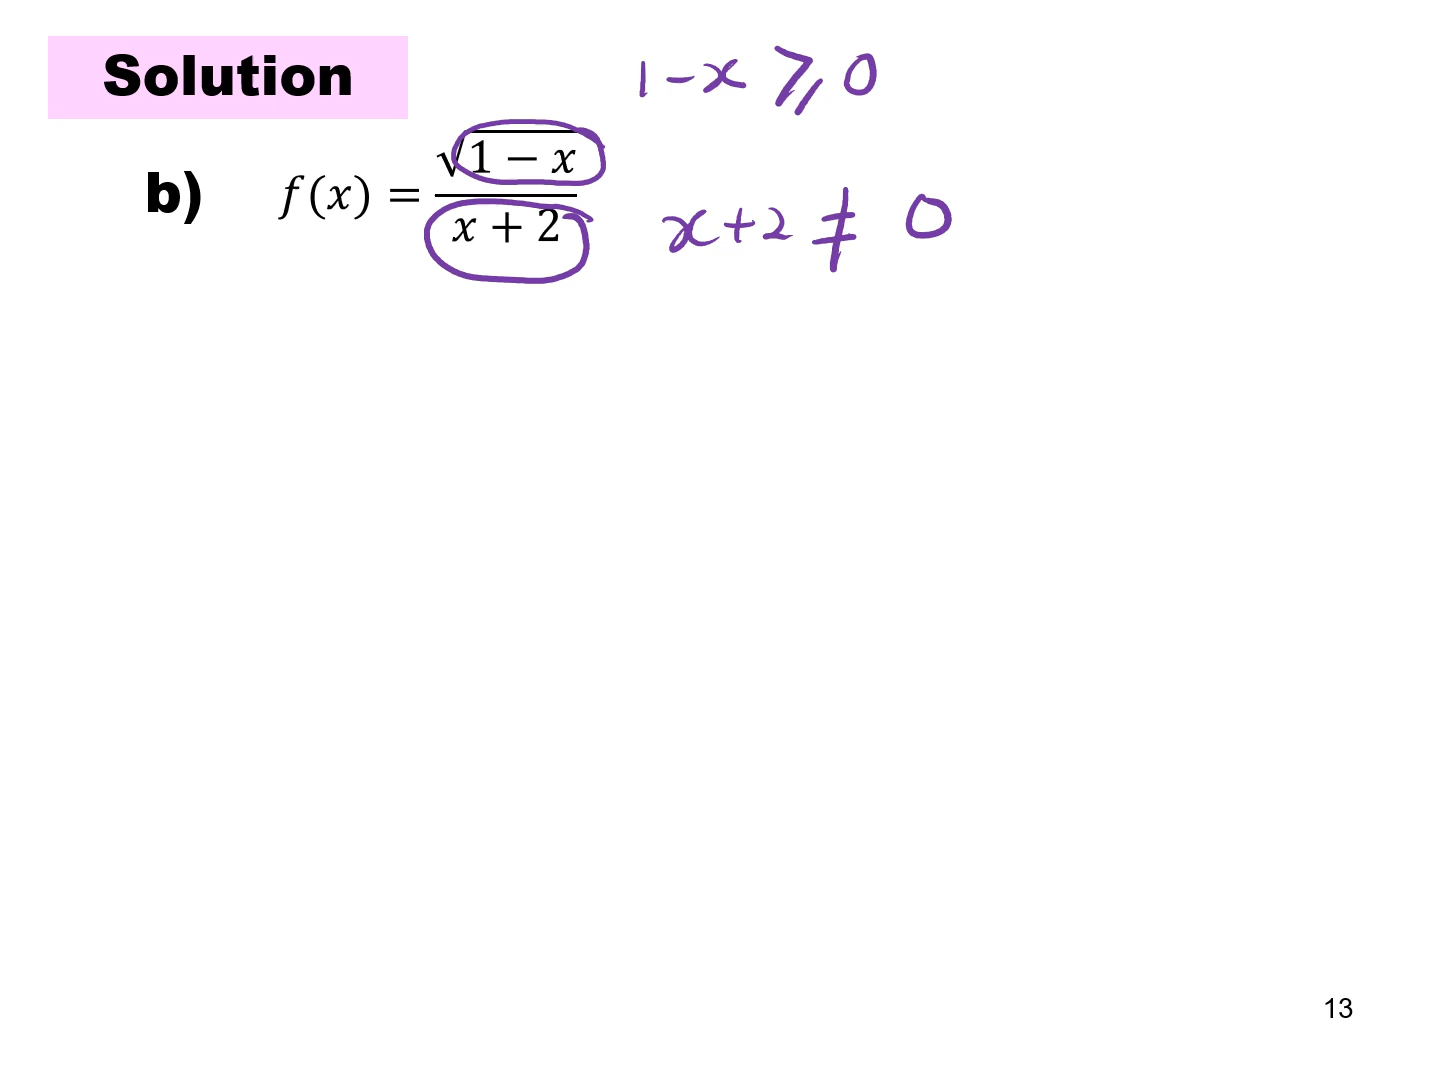 Solution
1-x ⩾ 0
b) f(x) = √(1 − x) / (x + 2)
x+2 ≠ 0
13